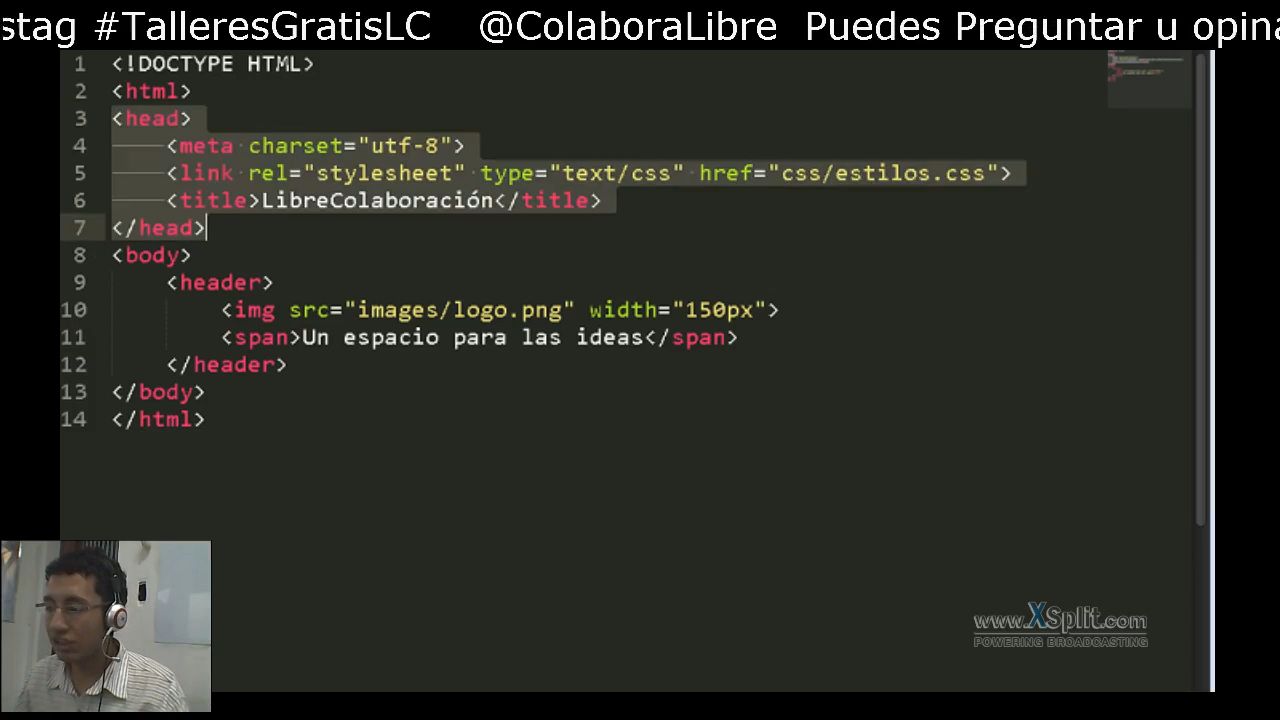 stag #TalleresGratisLC @ColaboraLibre Puedes Preguntar u opina
1 <!DOCTYPE HTML>
2 <html>
3 <head>
4 <meta charset="utf-8">
5 <link rel="stylesheet" type="text/css" href="css/estilos.css">
6 <title>LibreColaboración</title>
7 </head>
8 <body>
9 <header>
10 <img src="images/logo.png" width="150px">
11 <span>Un espacio para las ideas</span>
12 </header>
13 </body>
14 </html>
www.XSplit.com
POWERING BROADCASTING